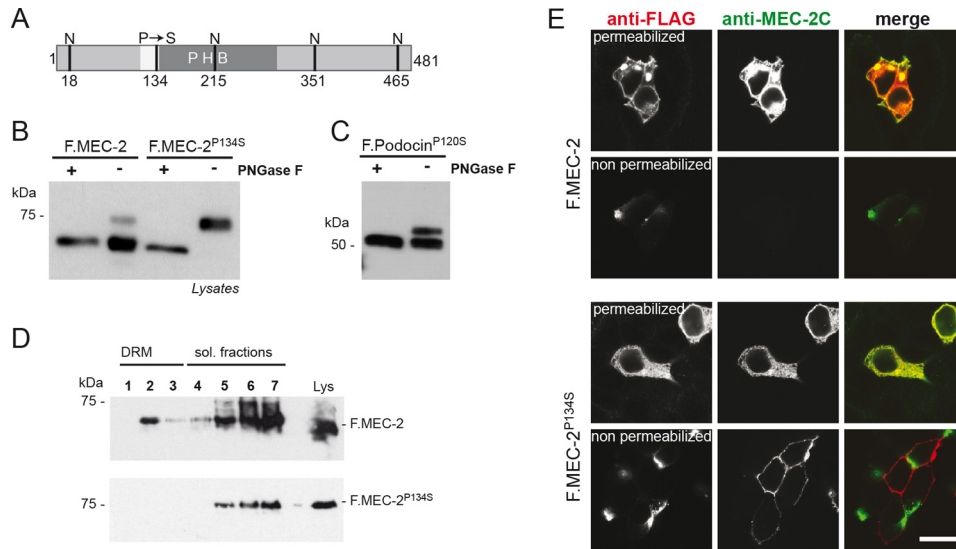 A
N P→S N N N
1 PHB 481
18 134 215 351 465
B
F.MEC-2 F.MEC-2P134S
+ - + - PNGase F
kDa
75 -
Lysates
C
F.PodocinP120S
+ - PNGase F
kDa
50 -
D
DRM sol. fractions
kDa 1 2 3 4 5 6 7 Lys
75 -
F.MEC-2
75 -
F.MEC-2P134S
E
anti-FLAG anti-MEC-2C merge
F.MEC-2
permeabilized
non permeabilized
F.MEC-2P134S
permeabilized
non permeabilized